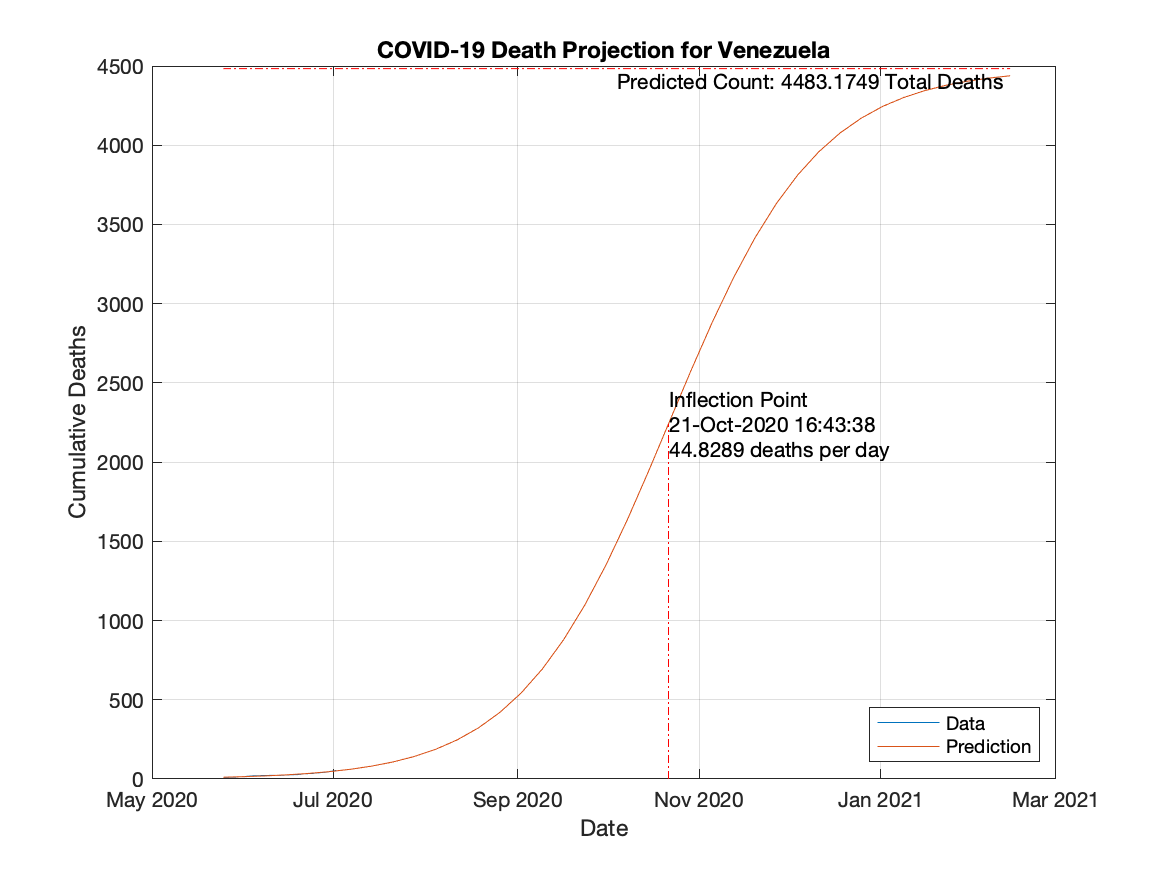 COVID-19 Death Projection for Venezuela
4500
Predicted Count: 4483.1749 Total Deaths
4000
3500
3000
2500
Inflection Point
21-Oct-2020 16:43:38
44.8289 deaths per day
2000
1500
1000
500
0
Cumulative Deaths
Data
Prediction
May 2020
Jul 2020
Sep 2020
Nov 2020
Jan 2021
Mar 2021
Date